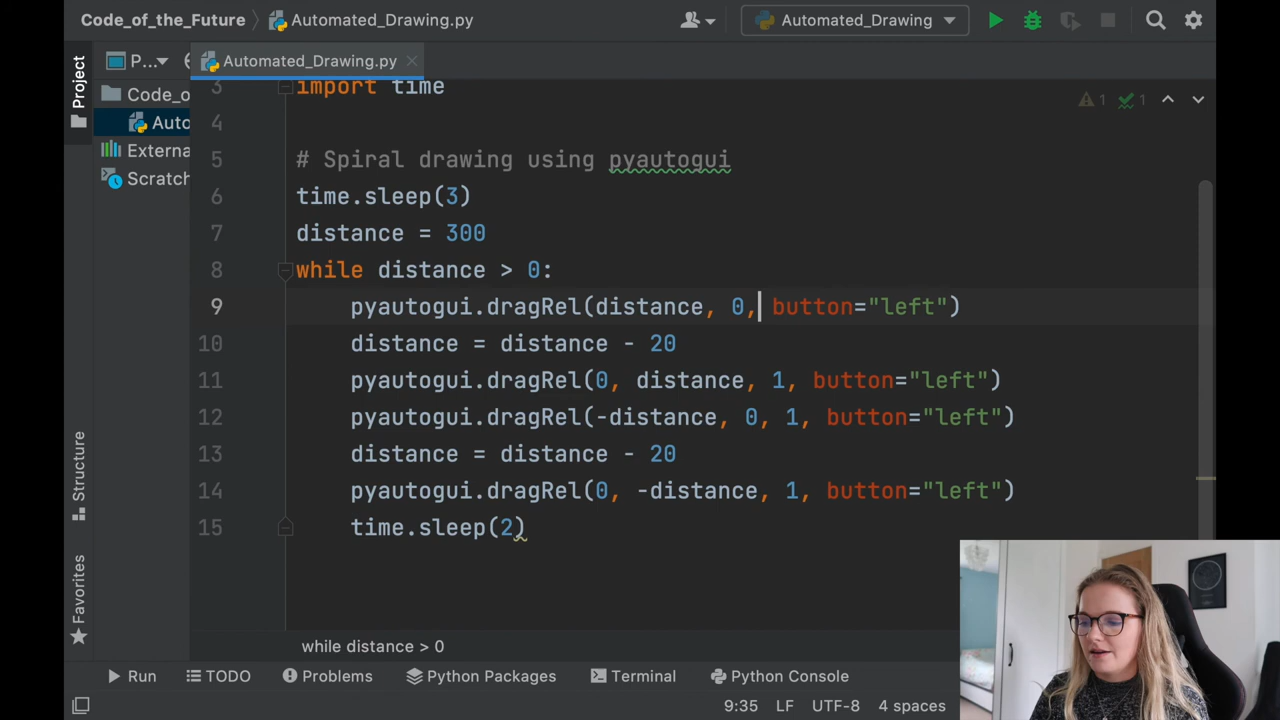 Code_of_the_Future Automated_Drawing.py Automated_Drawing
Project P... Automated_Drawing.py
Code_o
Auto
Externa
Scratch
1 1
3 import time
4
5 # Spiral drawing using pyautogui
6 time.sleep(3)
7 distance = 300
8 while distance > 0:
9 pyautogui.dragRel(distance, 0, button="left")
10 distance = distance - 20
11 pyautogui.dragRel(0, distance, 1, button="left")
12 pyautogui.dragRel(-distance, 0, 1, button="left")
13 distance = distance - 20
14 pyautogui.dragRel(0, -distance, 1, button="left")
15 time.sleep(2)
Structure
Favorites
while distance > 0
Run TODO Problems Python Packages Terminal Python Console
9:35 LF UTF-8 4 spaces